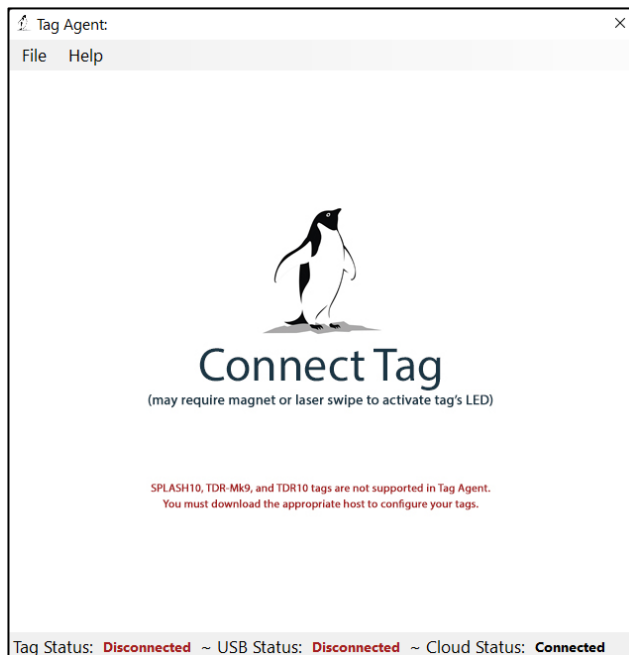 Tag Agent:
File Help
Connect Tag
(may require magnet or laser swipe to activate tag's LED)
SPLASH10, TDR-Mk9, and TDR10 tags are not supported in Tag Agent.
You must download the appropriate host to configure your tags.
Tag Status: Disconnected ~ USB Status: Disconnected ~ Cloud Status: Connected